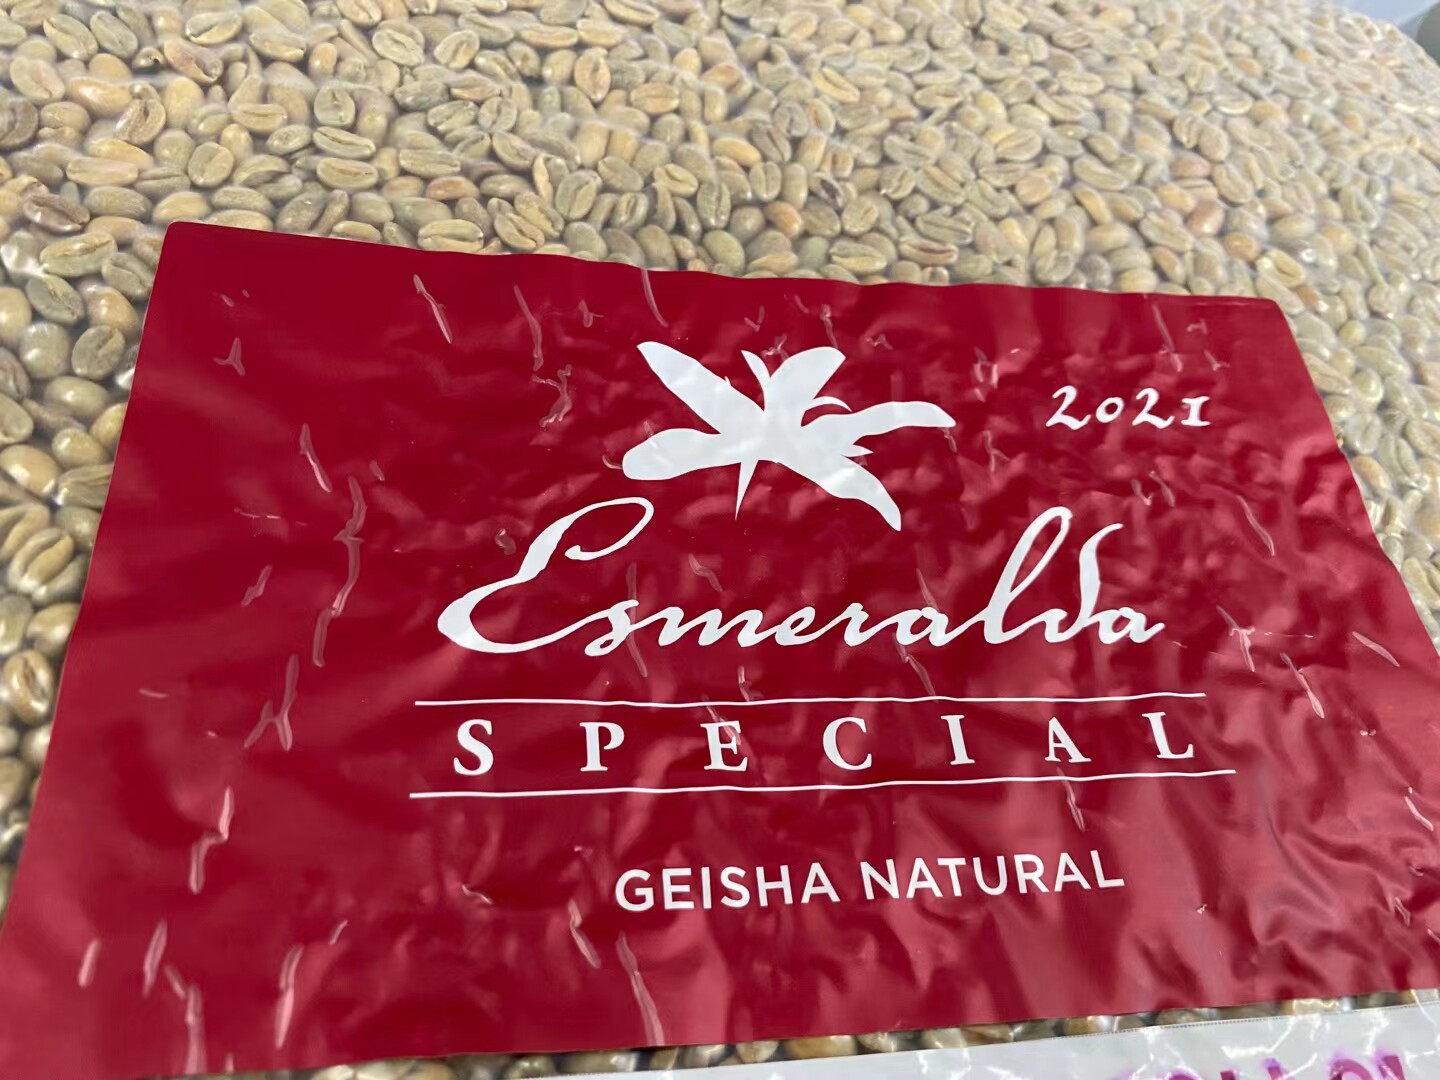 2021
Esmeralda
SPECIAL
GEISHA NATURAL